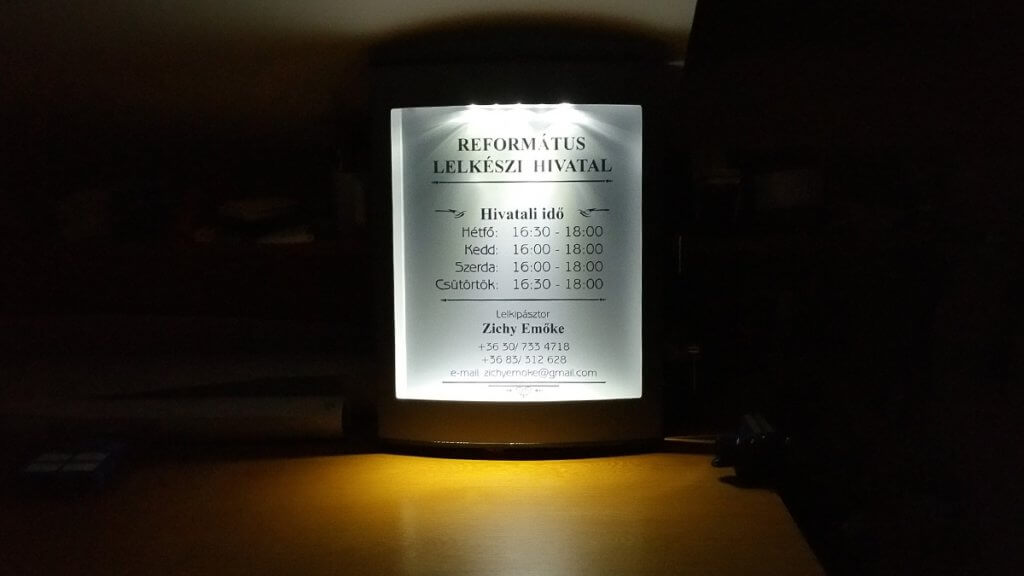 REFORMÁTUS
LELKÉSZI HIVATAL
Hivatali idő
Hétfő: 16:30 - 18:00
Kedd: 16:00 - 18:00
Szerda: 16:00 - 18:00
Csütörtök: 16:30 - 18:00
Lelkipásztor
Zichy Emőke
+36 30/ 733 4718
+36 83/ 312 628
e-mail: zichyemoke@gmail.com